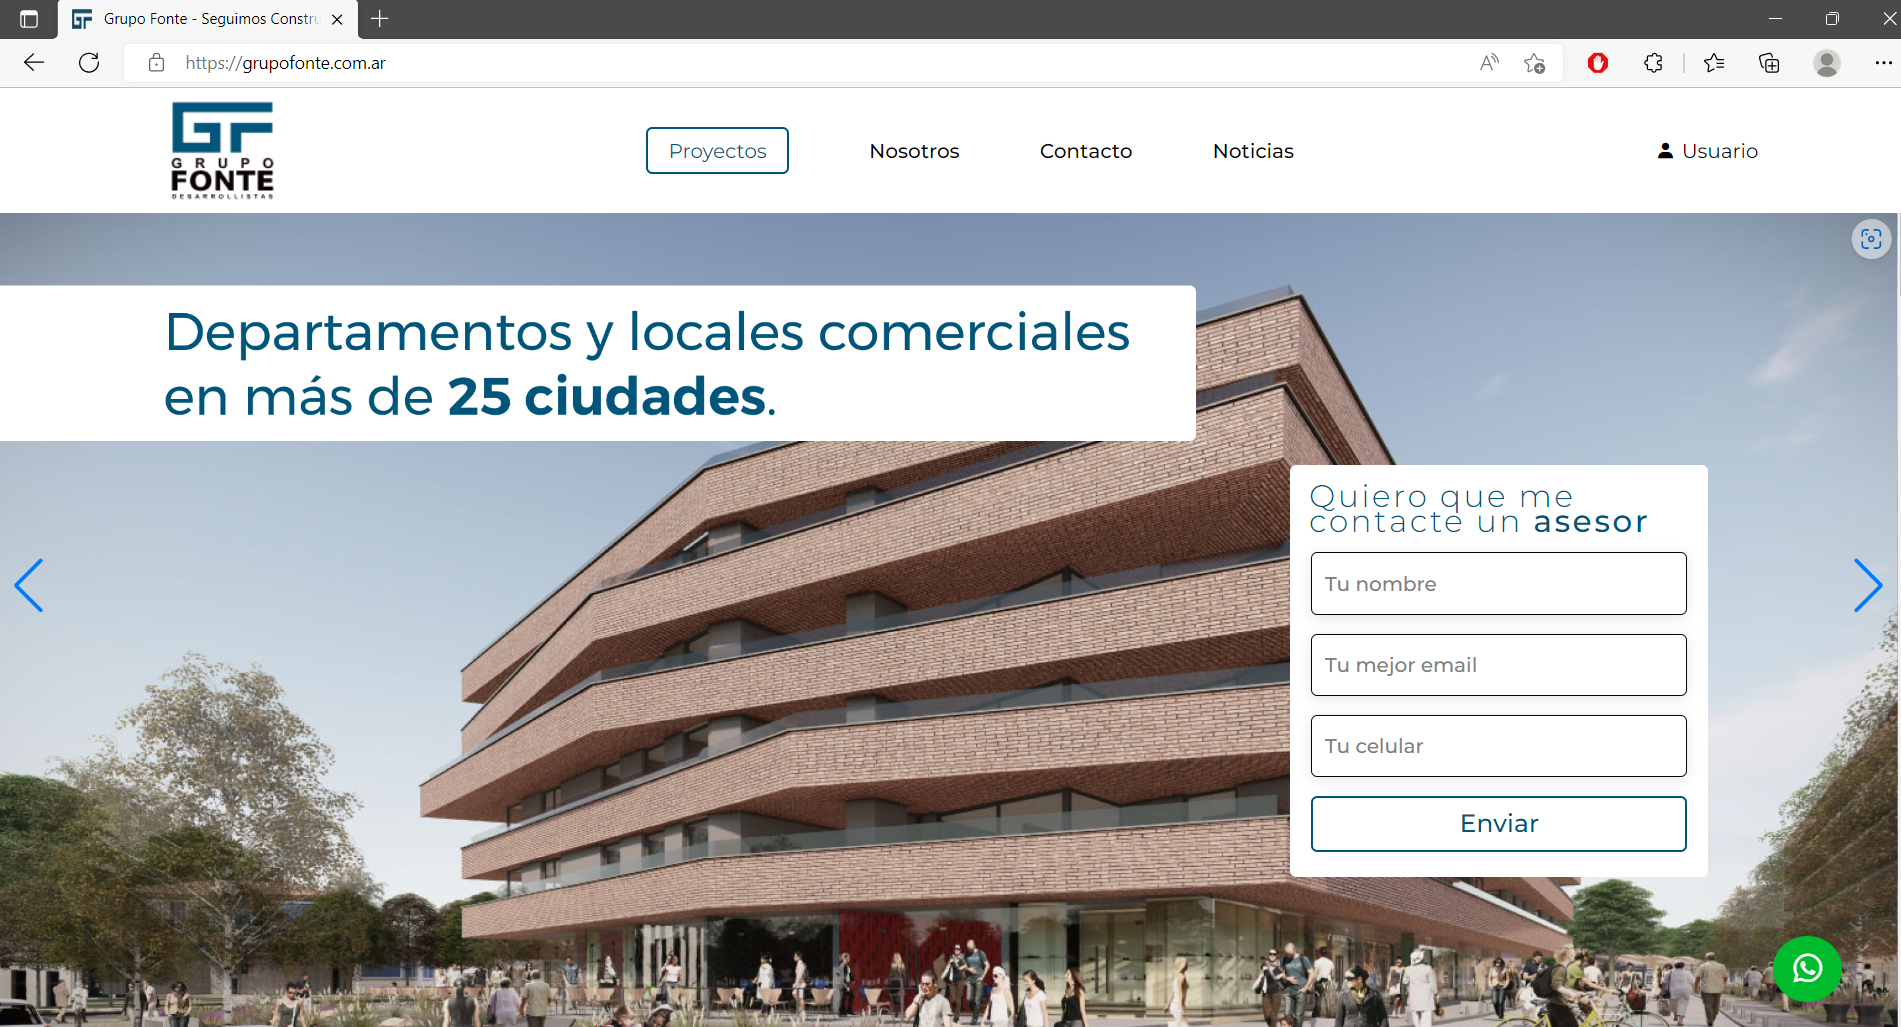 Grupo Fonte - Seguimos Constru
https://grupofonte.com.ar
GF
GRUPO
FONTE
DESARROLLISTAS
Proyectos
Nosotros
Contacto
Noticias
Usuario
Departamentos y locales comerciales
en más de 25 ciudades.
Quiero que me
contacte un asesor
Tu nombre
Tu mejor email
Tu celular
Enviar